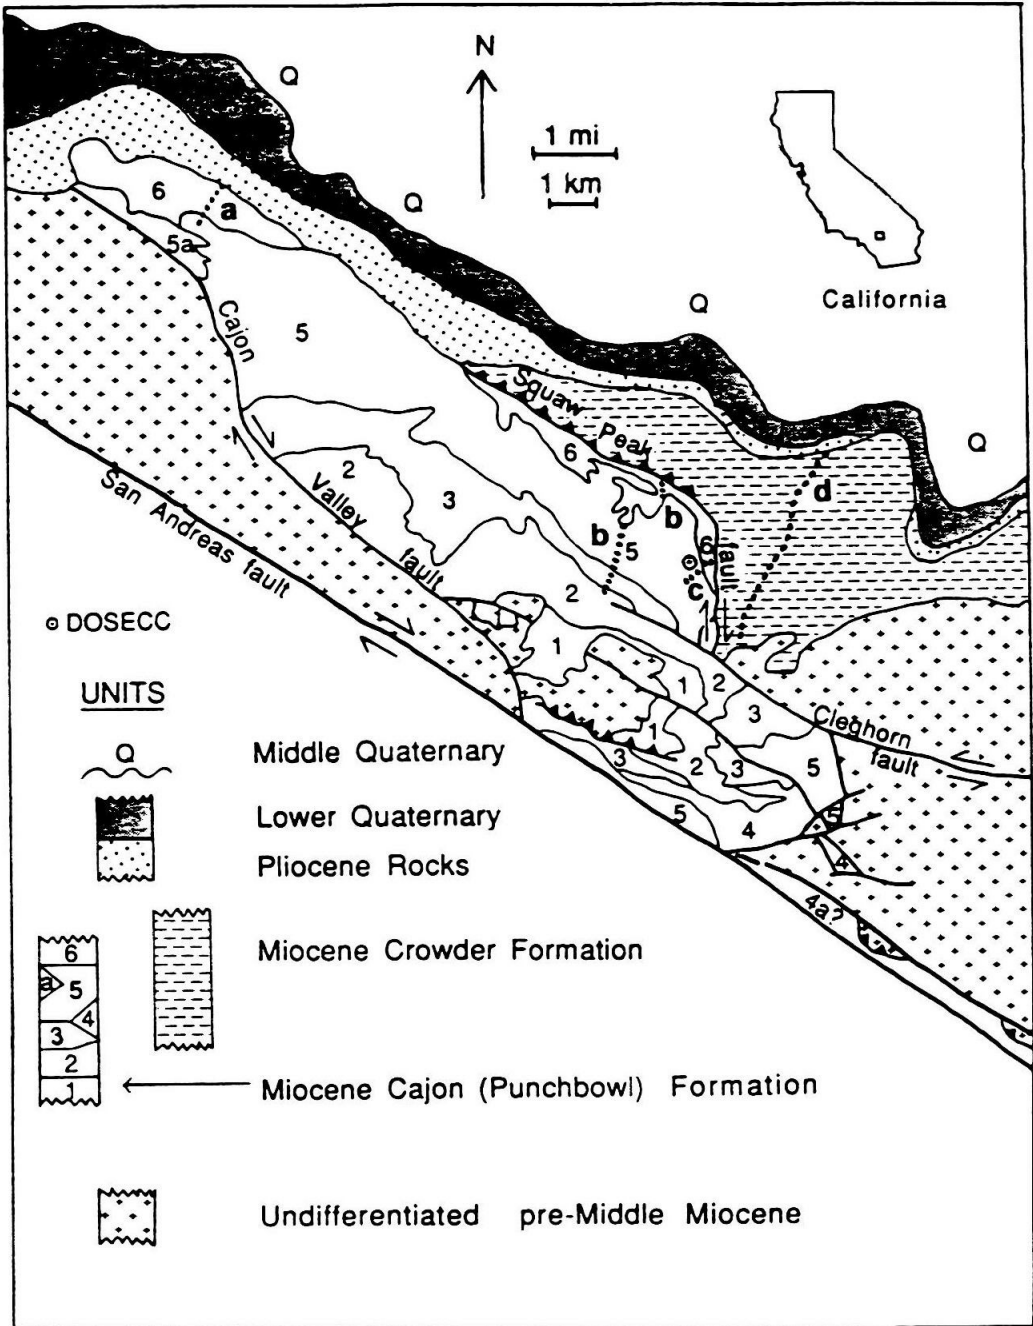 N
Q
1 mi
1 km
Q
6
a
5a
Q
California
Cajon
5
Squaw
Peak
6
Q
d
2
3
Valley
b
b
5
6
fault
San Andreas fault
fault
c
2
DOSECC
1
1
2
3
Cleghorn
fault
UNITS
1
3
2
3
5
Q
Middle Quaternary
5
4
5
4
Lower Quaternary
Pliocene Rocks
4a?
6
a
5
4
3
2
1
Miocene Crowder Formation
Miocene Cajon (Punchbowl) Formation
Undifferentiated pre-Middle Miocene